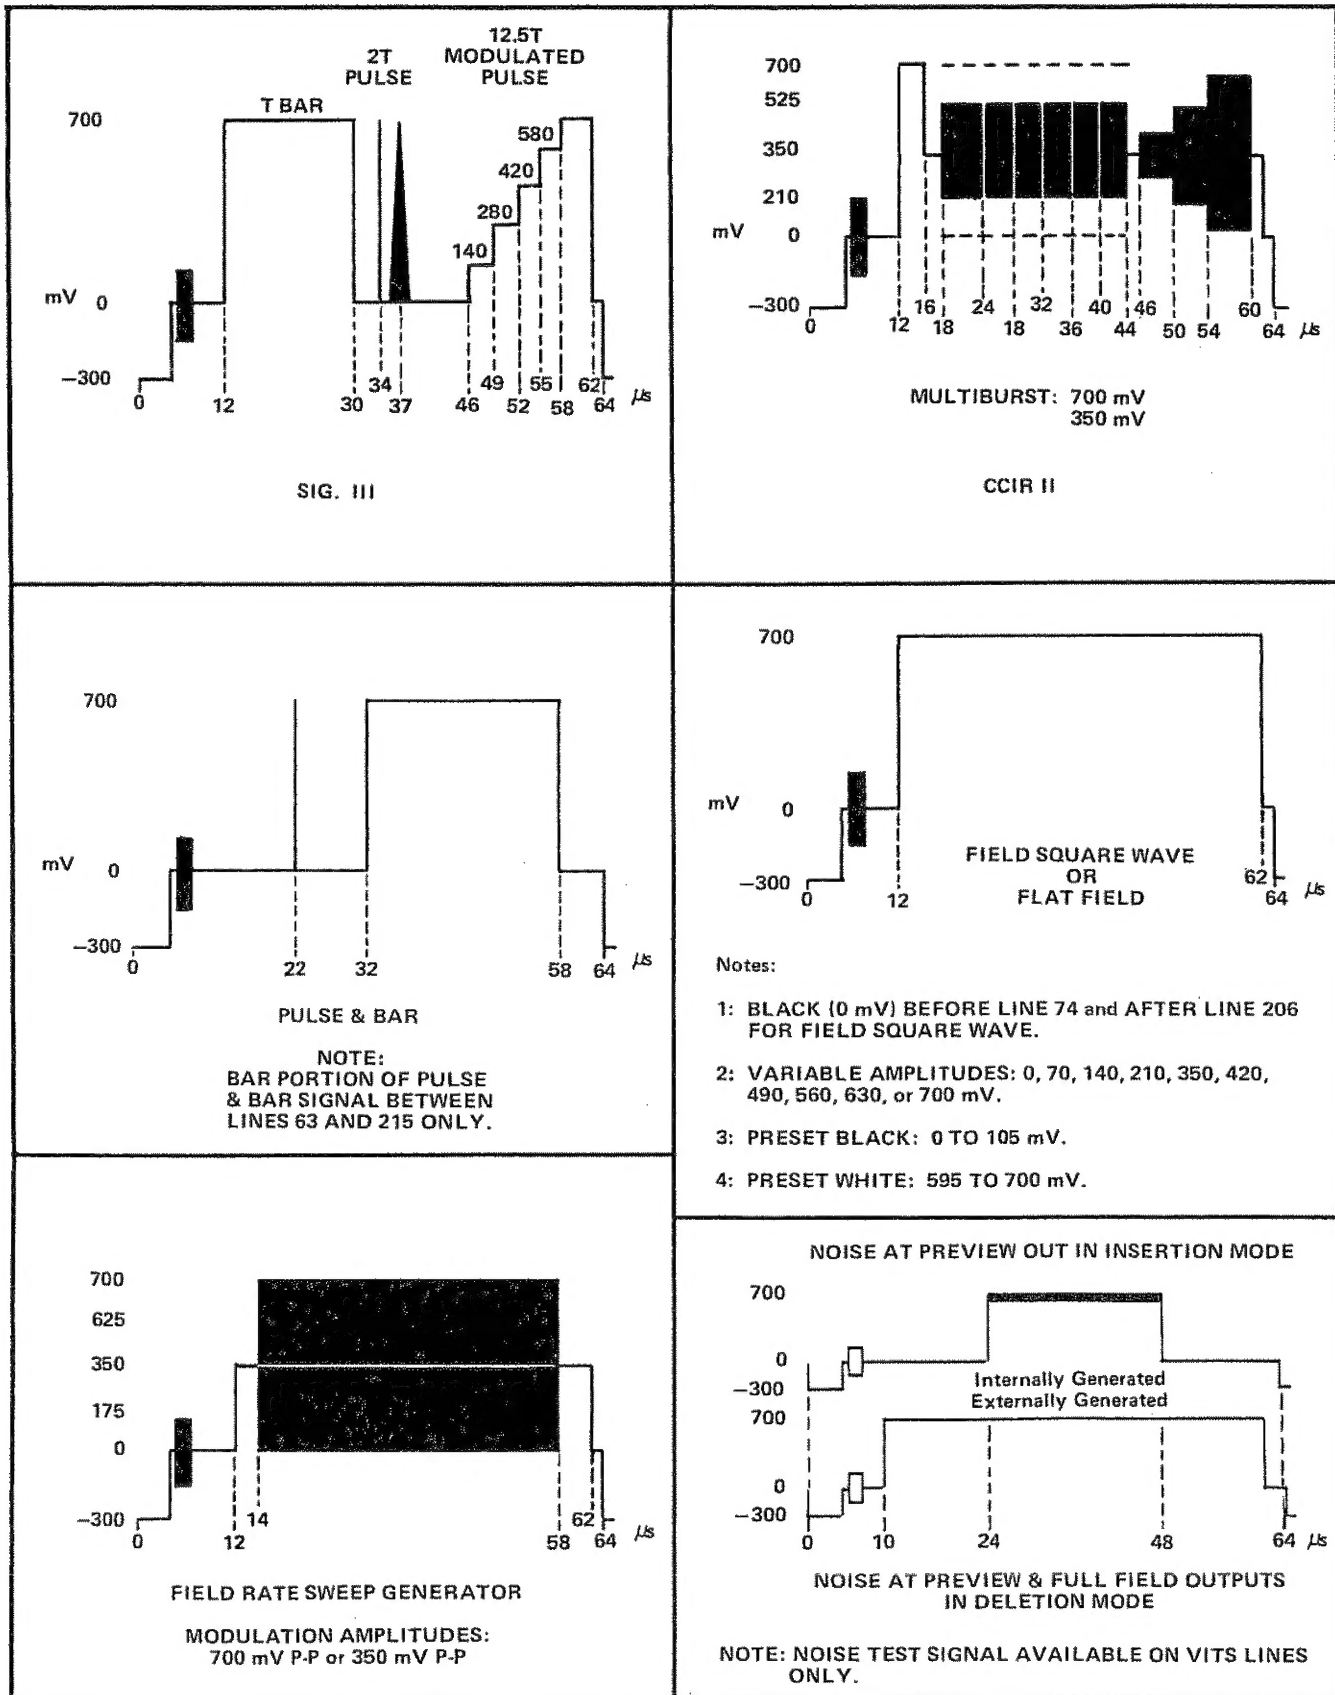 2T
PULSE
12.5T
MODULATED
PULSE
T BAR
700
580
420
280
140
mV 0
−300
0 12 30 34 37 46 49 52 55 58 62 64 µs
SIG. III
700
525
350
210
mV 0
−300
0 12 16 18 24 18 32 36 40 44 46 50 54 60 64 µs
MULTIBURST: 700 mV
350 mV
CCIR II
700
mV 0
−300
0 22 32 58 64 µs
PULSE & BAR
NOTE:
BAR PORTION OF PULSE
& BAR SIGNAL BETWEEN
LINES 63 AND 215 ONLY.
700
mV 0
−300
0 12 62 64 µs
FIELD SQUARE WAVE
OR
FLAT FIELD
Notes:
1: BLACK (0 mV) BEFORE LINE 74 and AFTER LINE 206
FOR FIELD SQUARE WAVE.
2: VARIABLE AMPLITUDES: 0, 70, 140, 210, 350, 420,
490, 560, 630, or 700 mV.
3: PRESET BLACK: 0 TO 105 mV.
4: PRESET WHITE: 595 TO 700 mV.
700
625
350
175
0
−300
0 12 14 58 62 64 µs
FIELD RATE SWEEP GENERATOR
MODULATION AMPLITUDES:
700 mV P-P or 350 mV P-P
NOISE AT PREVIEW OUT IN INSERTION MODE
700
0
−300
Internally Generated
Externally Generated
700
0
−300
0 10 24 48 64 µs
NOISE AT PREVIEW & FULL FIELD OUTPUTS
IN DELETION MODE
NOTE: NOISE TEST SIGNAL AVAILABLE ON VITS LINES
ONLY.